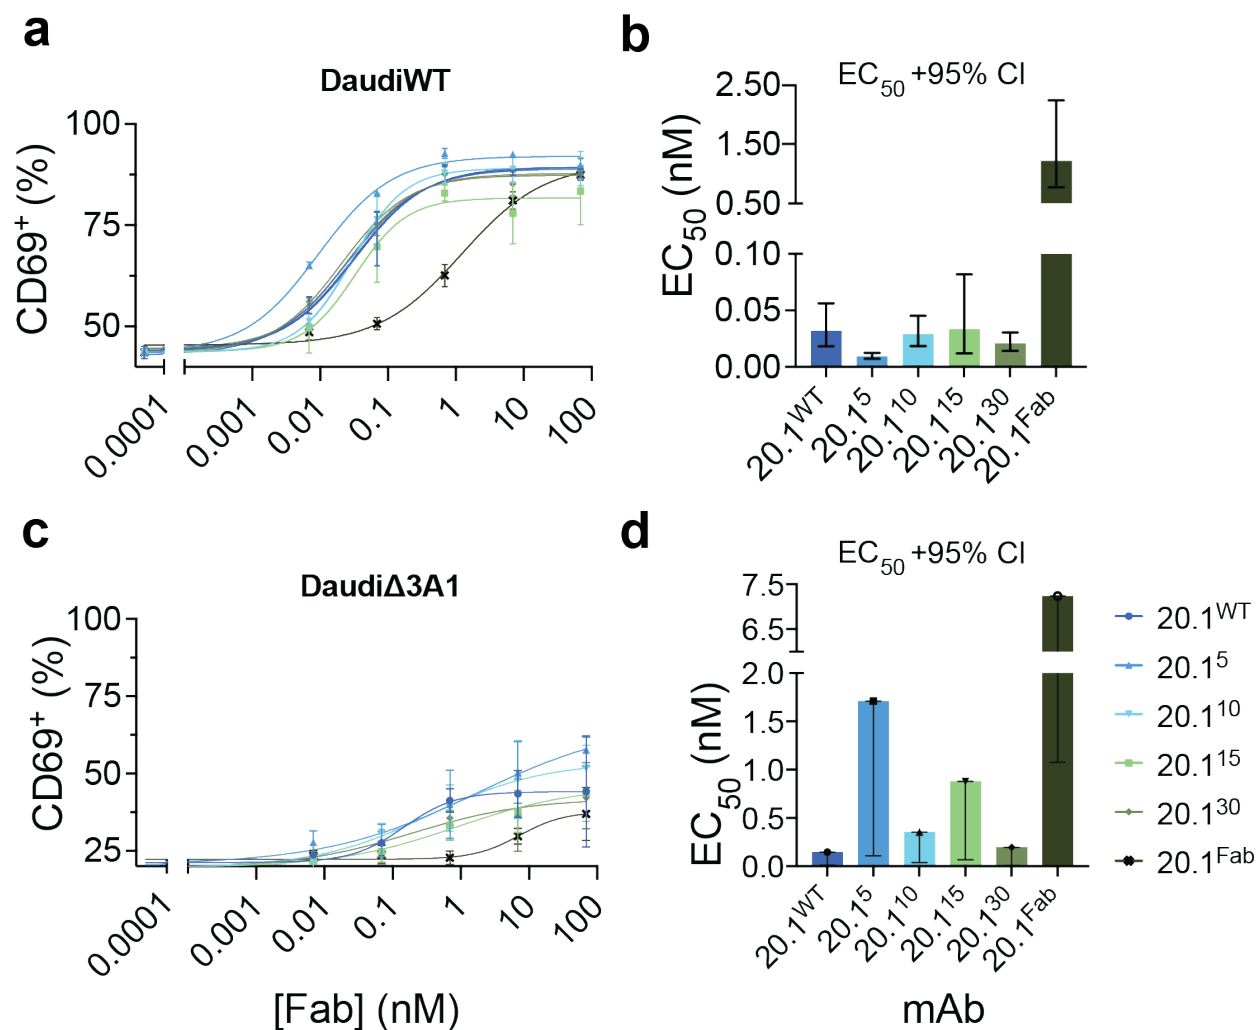 a
DaudiWT
CD69⁺ (%)
100
75
50
0.0001
0.001
0.01
0.1
1
10
100
b
EC₅₀ +95% CI
EC₅₀ (nM)
2.50
1.50
0.50
0.10
0.05
0.00
20.1ᵂᵀ
20.1⁵
20.1¹⁰
20.1¹⁵
20.1³⁰
20.1ᶠᵃᵇ
c
DaudiΔ3A1
CD69⁺ (%)
100
75
50
25
0.0001
0.001
0.01
0.1
1
10
100
[Fab] (nM)
d
EC₅₀ +95% CI
EC₅₀ (nM)
7.5
6.5
2.0
1.5
1.0
0.5
0.0
20.1ᵂᵀ
20.1⁵
20.1¹⁰
20.1¹⁵
20.1³⁰
20.1ᶠᵃᵇ
mAb
20.1ᵂᵀ
20.1⁵
20.1¹⁰
20.1¹⁵
20.1³⁰
20.1ᶠᵃᵇ